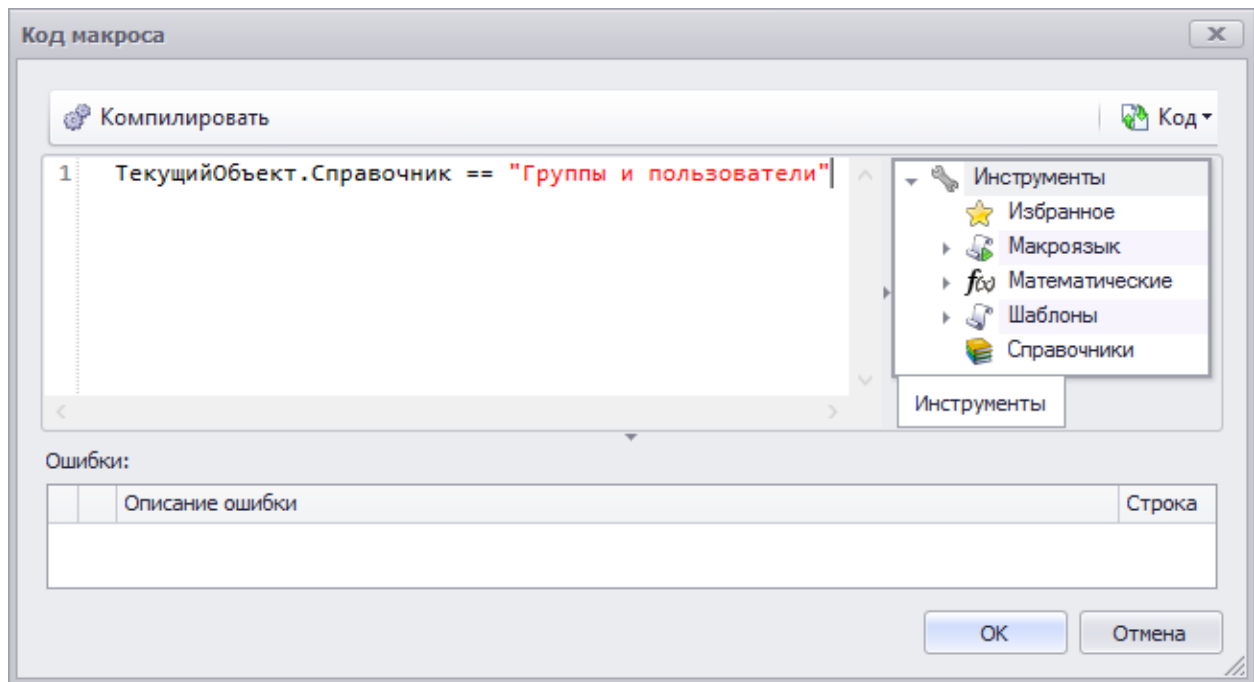 Код макроса
Компилировать
Код
1 ТекущийОбъект.Справочник == "Группы и пользователи"
Инструменты
Избранное
Макроязык
f(x) Математические
Шаблоны
Справочники
Инструменты
Ошибки:
Описание ошибки Строка
ОК Отмена